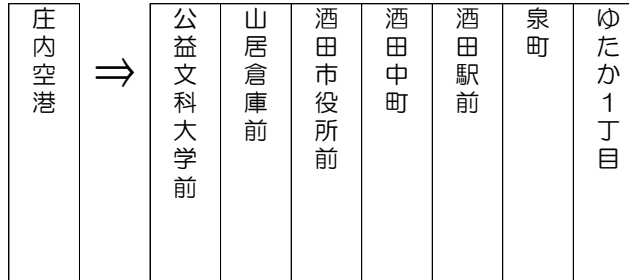 庄内空港
⇒
公益文科大学前
山居倉庫前
酒田市役所前
酒田中町
酒田駅前
泉町
ゆたか1丁目